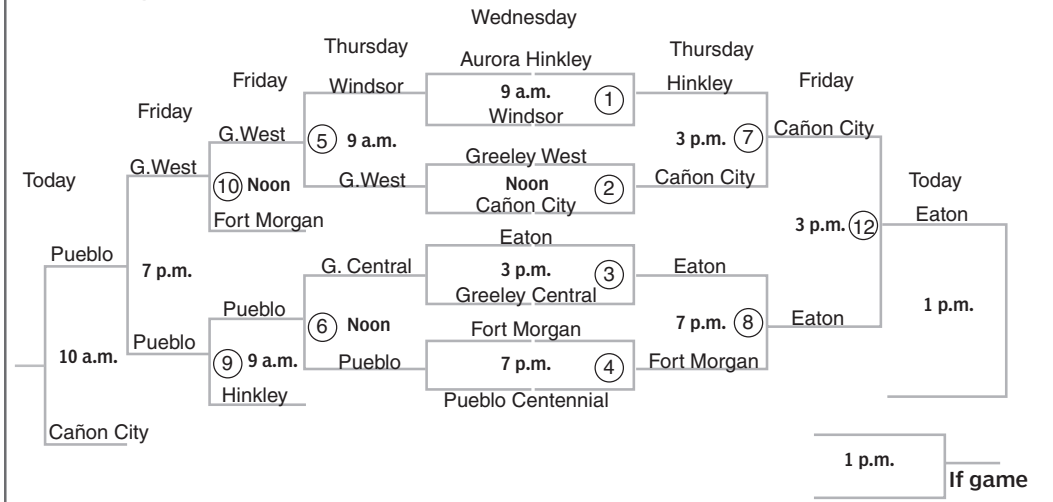 Wednesday
Thursday
Thursday
Friday
Friday
Friday
Today
Today
Aurora Hinkley
9 a.m. 1
Windsor
Greeley West
Noon 2
Cañon City
Eaton
3 p.m. 3
Greeley Central
Fort Morgan
7 p.m. 4
Pueblo Centennial
Windsor
5 9 a.m.
G.West
G. Central
6 Noon
Pueblo
G.West
10 Noon
Fort Morgan
Pueblo
9 9 a.m.
Hinkley
G.West
7 p.m.
Pueblo
Pueblo
10 a.m.
Cañon City
Hinkley
3 p.m. 7
Cañon City
Eaton
7 p.m. 8
Fort Morgan
Cañon City
3 p.m. 12
Eaton
Eaton
1 p.m.
1 p.m.
If game